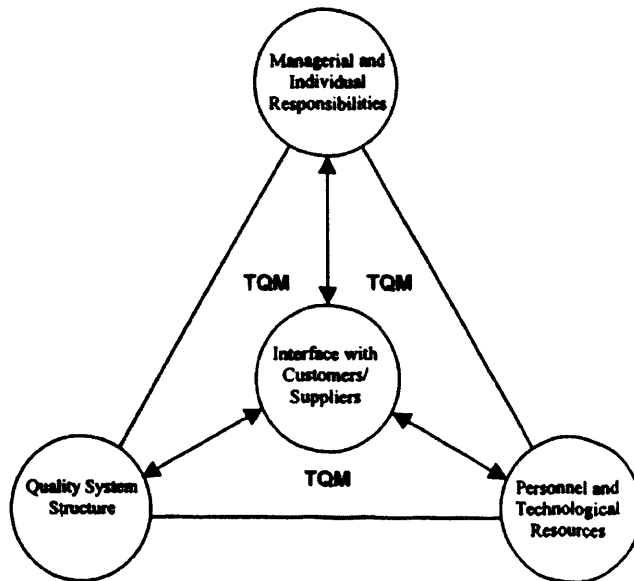 Managerial and
Individual
Responsibilities
TQM
TQM
Interface with
Customers/
Suppliers
Quality System
Structure
TQM
Personnel and
Technological
Resources